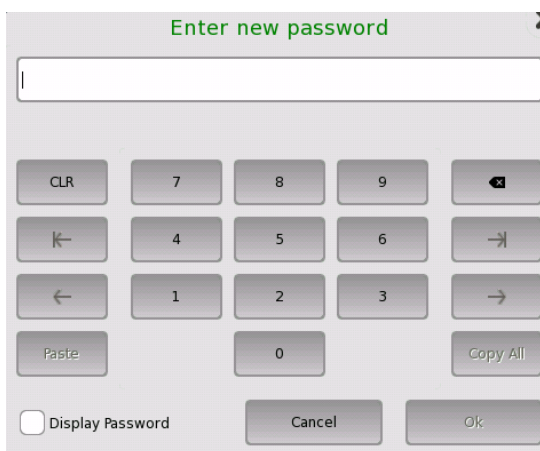 Enter new password
CLR 7 8 9
4 5 6
1 2 3
Paste 0 Copy All
Display Password Cancel Ok